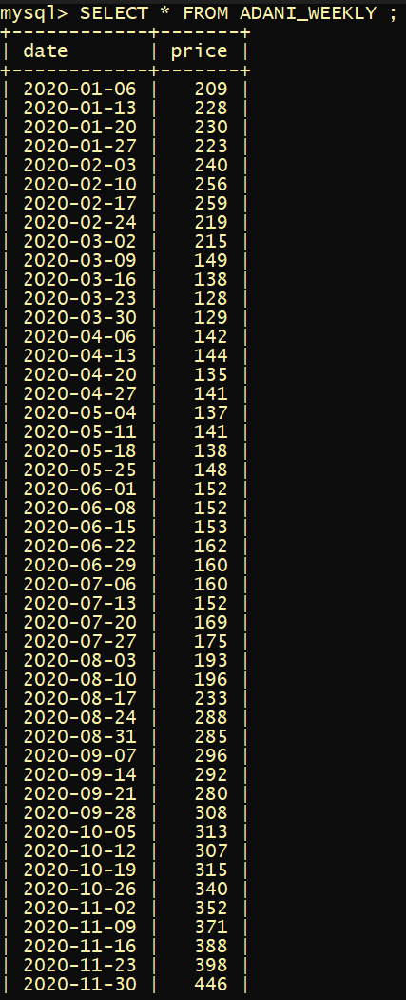 mysql> SELECT * FROM ADANI_WEEKLY ;
+------------+-------+
| date       | price |
+------------+-------+
| 2020-01-06 |   209 |
| 2020-01-13 |   228 |
| 2020-01-20 |   230 |
| 2020-01-27 |   223 |
| 2020-02-03 |   240 |
| 2020-02-10 |   256 |
| 2020-02-17 |   259 |
| 2020-02-24 |   219 |
| 2020-03-02 |   215 |
| 2020-03-09 |   149 |
| 2020-03-16 |   138 |
| 2020-03-23 |   128 |
| 2020-03-30 |   129 |
| 2020-04-06 |   142 |
| 2020-04-13 |   144 |
| 2020-04-20 |   135 |
| 2020-04-27 |   141 |
| 2020-05-04 |   137 |
| 2020-05-11 |   141 |
| 2020-05-18 |   138 |
| 2020-05-25 |   148 |
| 2020-06-01 |   152 |
| 2020-06-08 |   152 |
| 2020-06-15 |   153 |
| 2020-06-22 |   162 |
| 2020-06-29 |   160 |
| 2020-07-06 |   160 |
| 2020-07-13 |   152 |
| 2020-07-20 |   169 |
| 2020-07-27 |   175 |
| 2020-08-03 |   193 |
| 2020-08-10 |   196 |
| 2020-08-17 |   233 |
| 2020-08-24 |   288 |
| 2020-08-31 |   285 |
| 2020-09-07 |   296 |
| 2020-09-14 |   292 |
| 2020-09-21 |   280 |
| 2020-09-28 |   308 |
| 2020-10-05 |   313 |
| 2020-10-12 |   307 |
| 2020-10-19 |   315 |
| 2020-10-26 |   340 |
| 2020-11-02 |   352 |
| 2020-11-09 |   371 |
| 2020-11-16 |   388 |
| 2020-11-23 |   398 |
| 2020-11-30 |   446 |